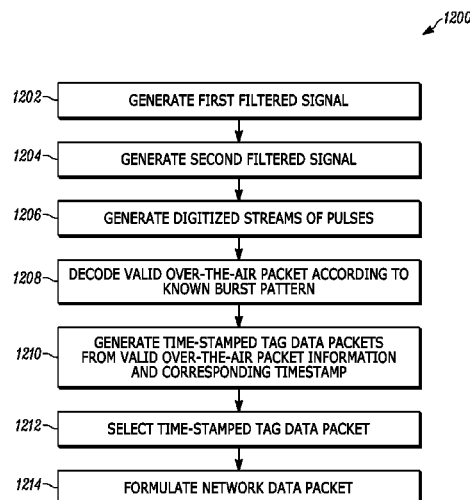 1200
1202
GENERATE FIRST FILTERED SIGNAL
1204
GENERATE SECOND FILTERED SIGNAL
1206
GENERATE DIGITIZED STREAMS OF PULSES
1208
DECODE VALID OVER-THE-AIR PACKET ACCORDING TO
KNOWN BURST PATTERN
1210
GENERATE TIME-STAMPED TAG DATA PACKETS
FROM VALID OVER-THE-AIR PACKET INFORMATION
AND CORRESPONDING TIMESTAMP
1212
SELECT TIME-STAMPED TAG DATA PACKET
1214
FORMULATE NETWORK DATA PACKET